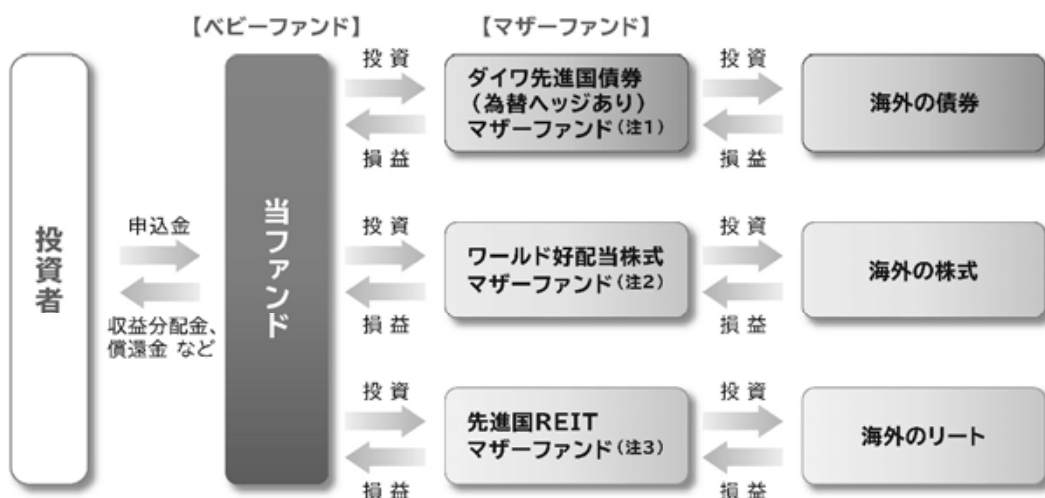 【ベビーファンド】
【マザーファンド】
投資者
申込金
収益分配金、
償還金 など
当ファンド
投 資
損 益
ダイワ先進国債券
(為替ヘッジあり)
マザーファンド(注1)
投 資
損 益
海外の債券
投 資
損 益
ワールド好配当株式
マザーファンド(注2)
投 資
損 益
海外の株式
投 資
損 益
先進国REIT
マザーファンド(注3)
投 資
損 益
海外のリート